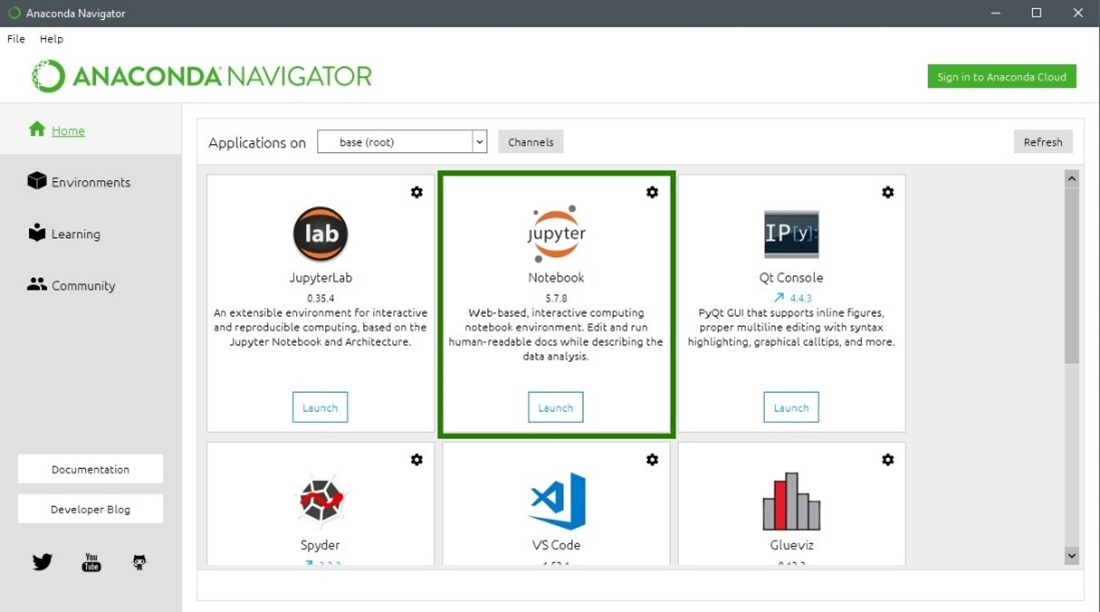 Anaconda Navigator
File Help
ANACONDA NAVIGATOR
Sign in to Anaconda Cloud
Home
Environments
Learning
Community
Documentation
Developer Blog
You
Tube
Applications on base (root) Channels Refresh
lab
JupyterLab
0.35.4
An extensible environment for interactive
and reproducible computing, based on the
Jupyter Notebook and Architecture.
Launch
jupyter
Notebook
5.7.8
Web-based, interactive computing
notebook environment. Edit and run
human-readable docs while describing the
data analysis.
Launch
IP[y]:
Qt Console
4.4.3
PyQt GUI that supports inline figures,
proper multiline editing with syntax
highlighting, graphical calltips, and more.
Launch
Spyder
VS Code
Glueviz